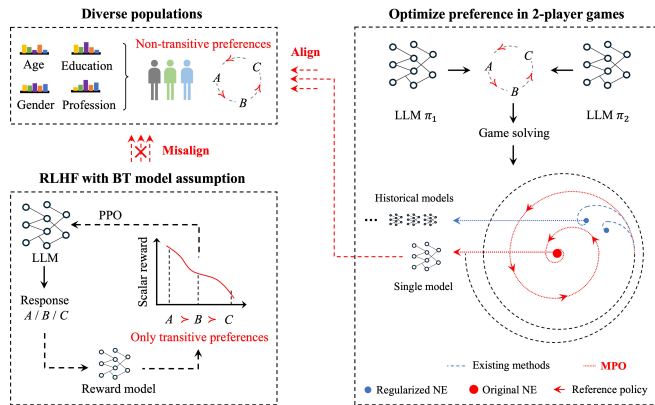 Diverse populations
Non-transitive preferences
Age
Education
Gender
Profession
A
C
B
Align
Misalign
RLHF with BT model assumption
PPO
LLM
Response
A / B / C
Scalar reward
A ≻ B ≻ C
Only transitive preferences
Reward model
Optimize preference in 2-player games
LLM π1
A
C
B
LLM π2
Game solving
Historical models
...
Single model
Existing methods
MPO
Regularized NE
Original NE
Reference policy